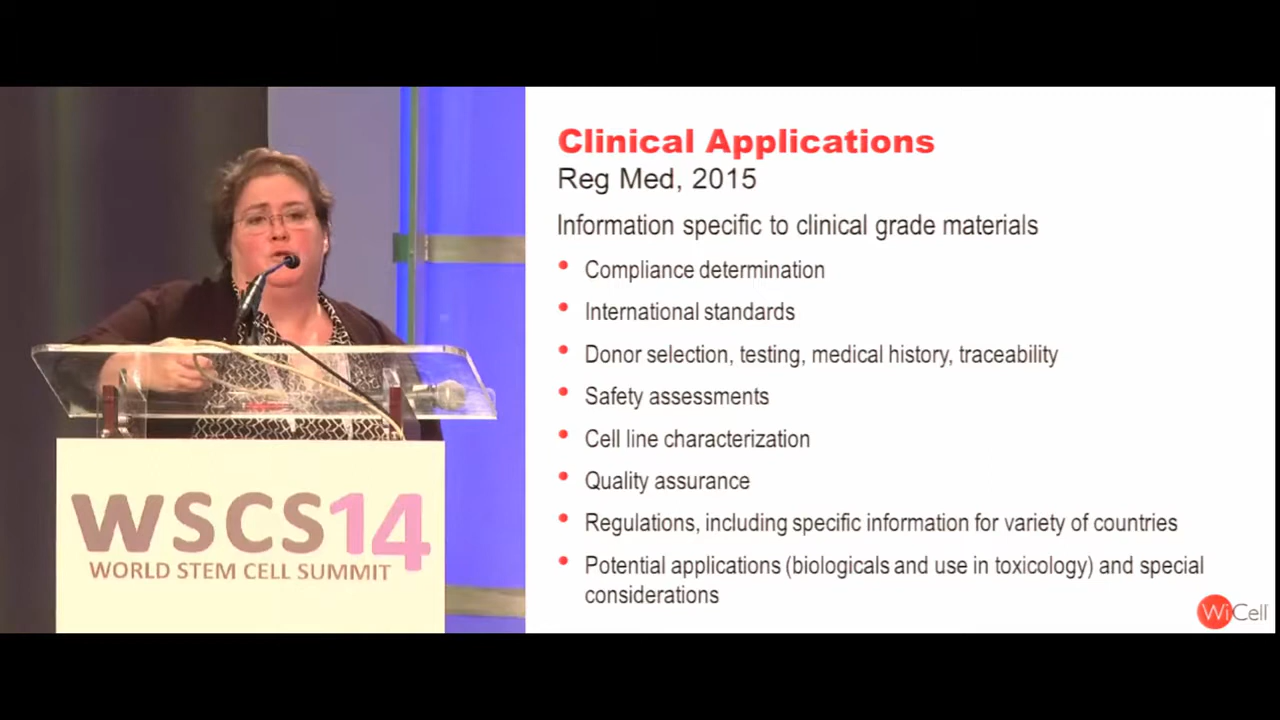 WSCS14
WORLD STEM CELL SUMMIT
Clinical Applications
Reg Med, 2015
Information specific to clinical grade materials
• Compliance determination
• International standards
• Donor selection, testing, medical history, traceability
• Safety assessments
• Cell line characterization
• Quality assurance
• Regulations, including specific information for variety of countries
• Potential applications (biologicals and use in toxicology) and special
considerations
WiCell